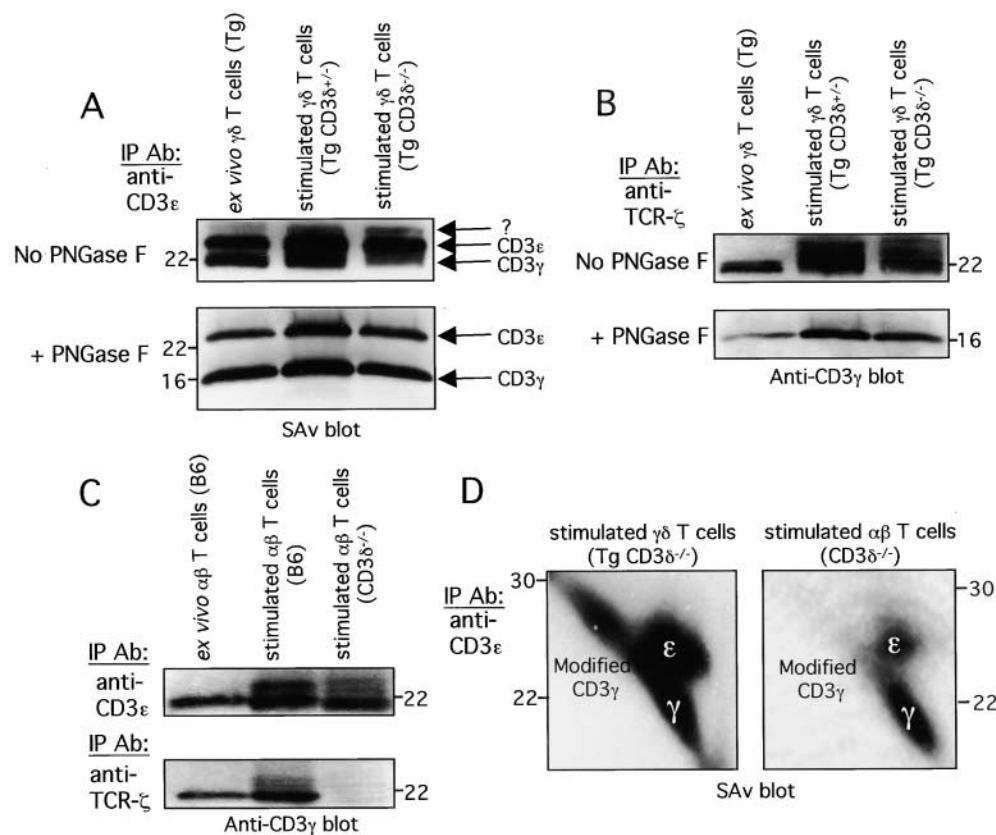 A
IP Ab:
anti-
CD3ε
ex vivo γδ T cells (Tg)
stimulated γδ T cells
(Tg CD3δ+/-)
stimulated γδ T cells
(Tg CD3δ-/-)
No PNGase F
22
?
CD3ε
CD3γ
+ PNGase F
22
16
CD3ε
CD3γ
SAv blot
B
IP Ab:
anti-
TCR-ζ
ex vivo γδ T cells (Tg)
stimulated γδ T cells
(Tg CD3δ+/-)
stimulated γδ T cells
(Tg CD3δ-/-)
No PNGase F
22
+ PNGase F
16
Anti-CD3γ blot
C
ex vivo αβ T cells (B6)
stimulated αβ T cells
(B6)
stimulated αβ T cells
(CD3δ-/-)
IP Ab:
anti-
CD3ε
22
IP Ab:
anti-
TCR-ζ
22
Anti-CD3γ blot
D
stimulated γδ T cells
(Tg CD3δ-/-)
stimulated αβ T cells
(CD3δ-/-)
IP Ab:
anti-
CD3ε
30
22
ε
Modified
CD3γ
γ
30
22
ε
Modified
CD3γ
γ
SAv blot